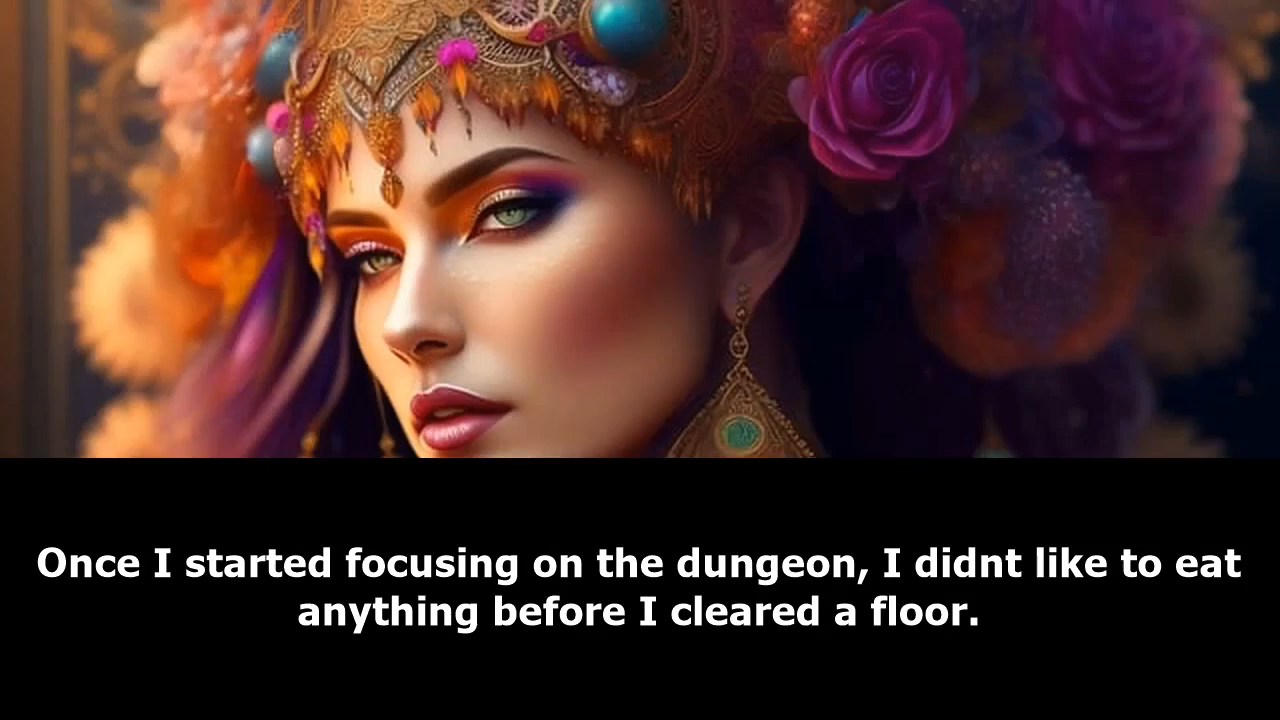 Once I started focusing on the dungeon, I didnt like to eat
anything before I cleared a floor.